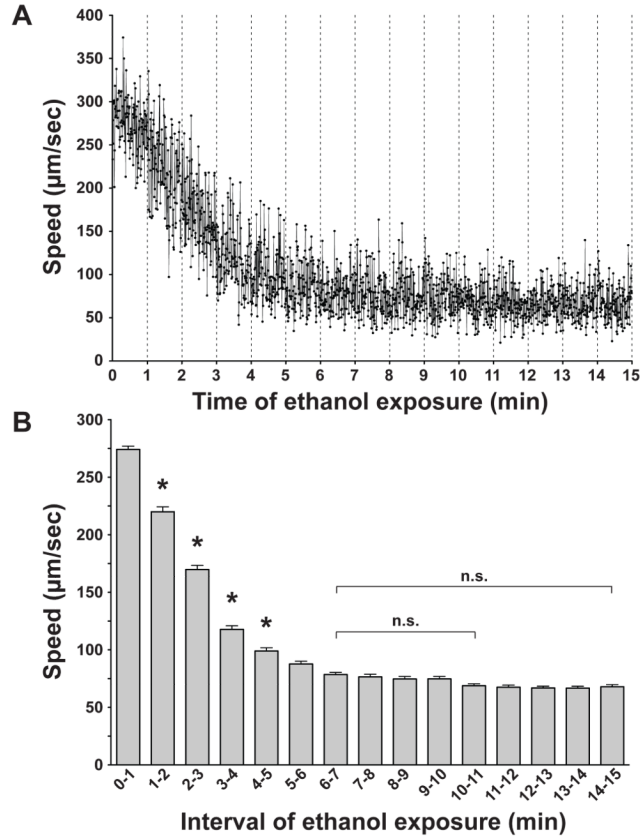 A
400
350
300
250
200
150
100
50
0
Speed (µm/sec)
0 1 2 3 4 5 6 7 8 9 10 11 12 13 14 15
Time of ethanol exposure (min)
B
300
250
200
150
100
50
0
Speed (µm/sec)
* * * *
n.s.
n.s.
0-1 1-2 2-3 3-4 4-5 5-6 6-7 7-8 8-9 9-10 10-11 11-12 12-13 13-14 14-15
Interval of ethanol exposure (min)